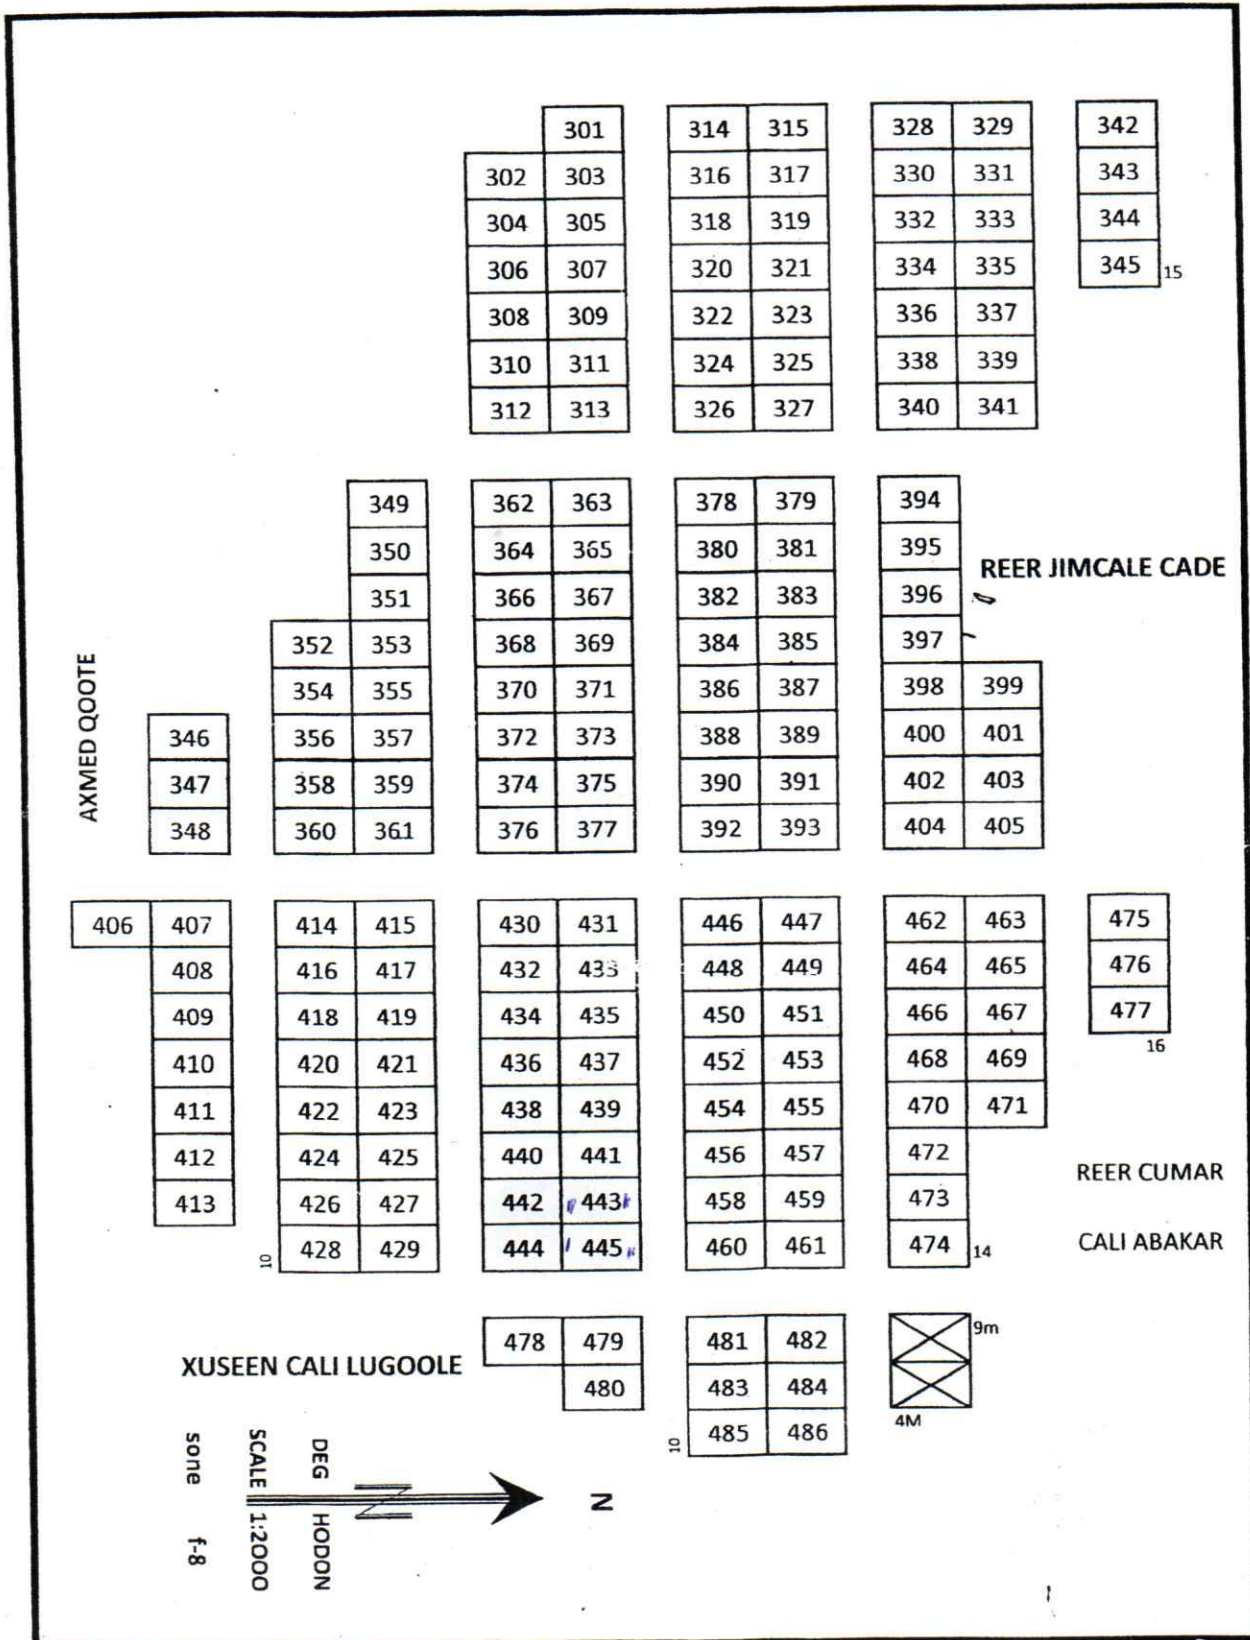 301 314 315 328 329 342
302 303 316 317 330 331 343
304 305 318 319 332 333 344
306 307 320 321 334 335 345 15
308 309 322 323 336 337
310 311 324 325 338 339
312 313 326 327 340 341
349 362 363 378 379 394
350 364 365 380 381 395
REER JIMCALE CADE
351 366 367 382 383 396
352 353 368 369 384 385 397
354 355 370 371 386 387 398 399
AXMED QOOTE
346 356 357 372 373 388 389 400 401
347 358 359 374 375 390 391 402 403
348 360 361 376 377 392 393 404 405
406 407 414 415 430 431 446 447 462 463 475
408 416 417 432 433 448 449 464 465 476
409 418 419 434 435 450 451 466 467 477
16
410 420 421 436 437 452 453 468 469
411 422 423 438 439 454 455 470 471
412 424 425 440 441 456 457 472
REER CUMAR
413 426 427 442 443 458 459 473
10 428 429 444 445 460 461 474 14
CALI ABAKAR
478 479 481 482 9m
XUSEEN CALI LUGOOLE
480 483 484
4M
10 485 486
DEG HODON
SCALE 1:2000
sone f-8
N